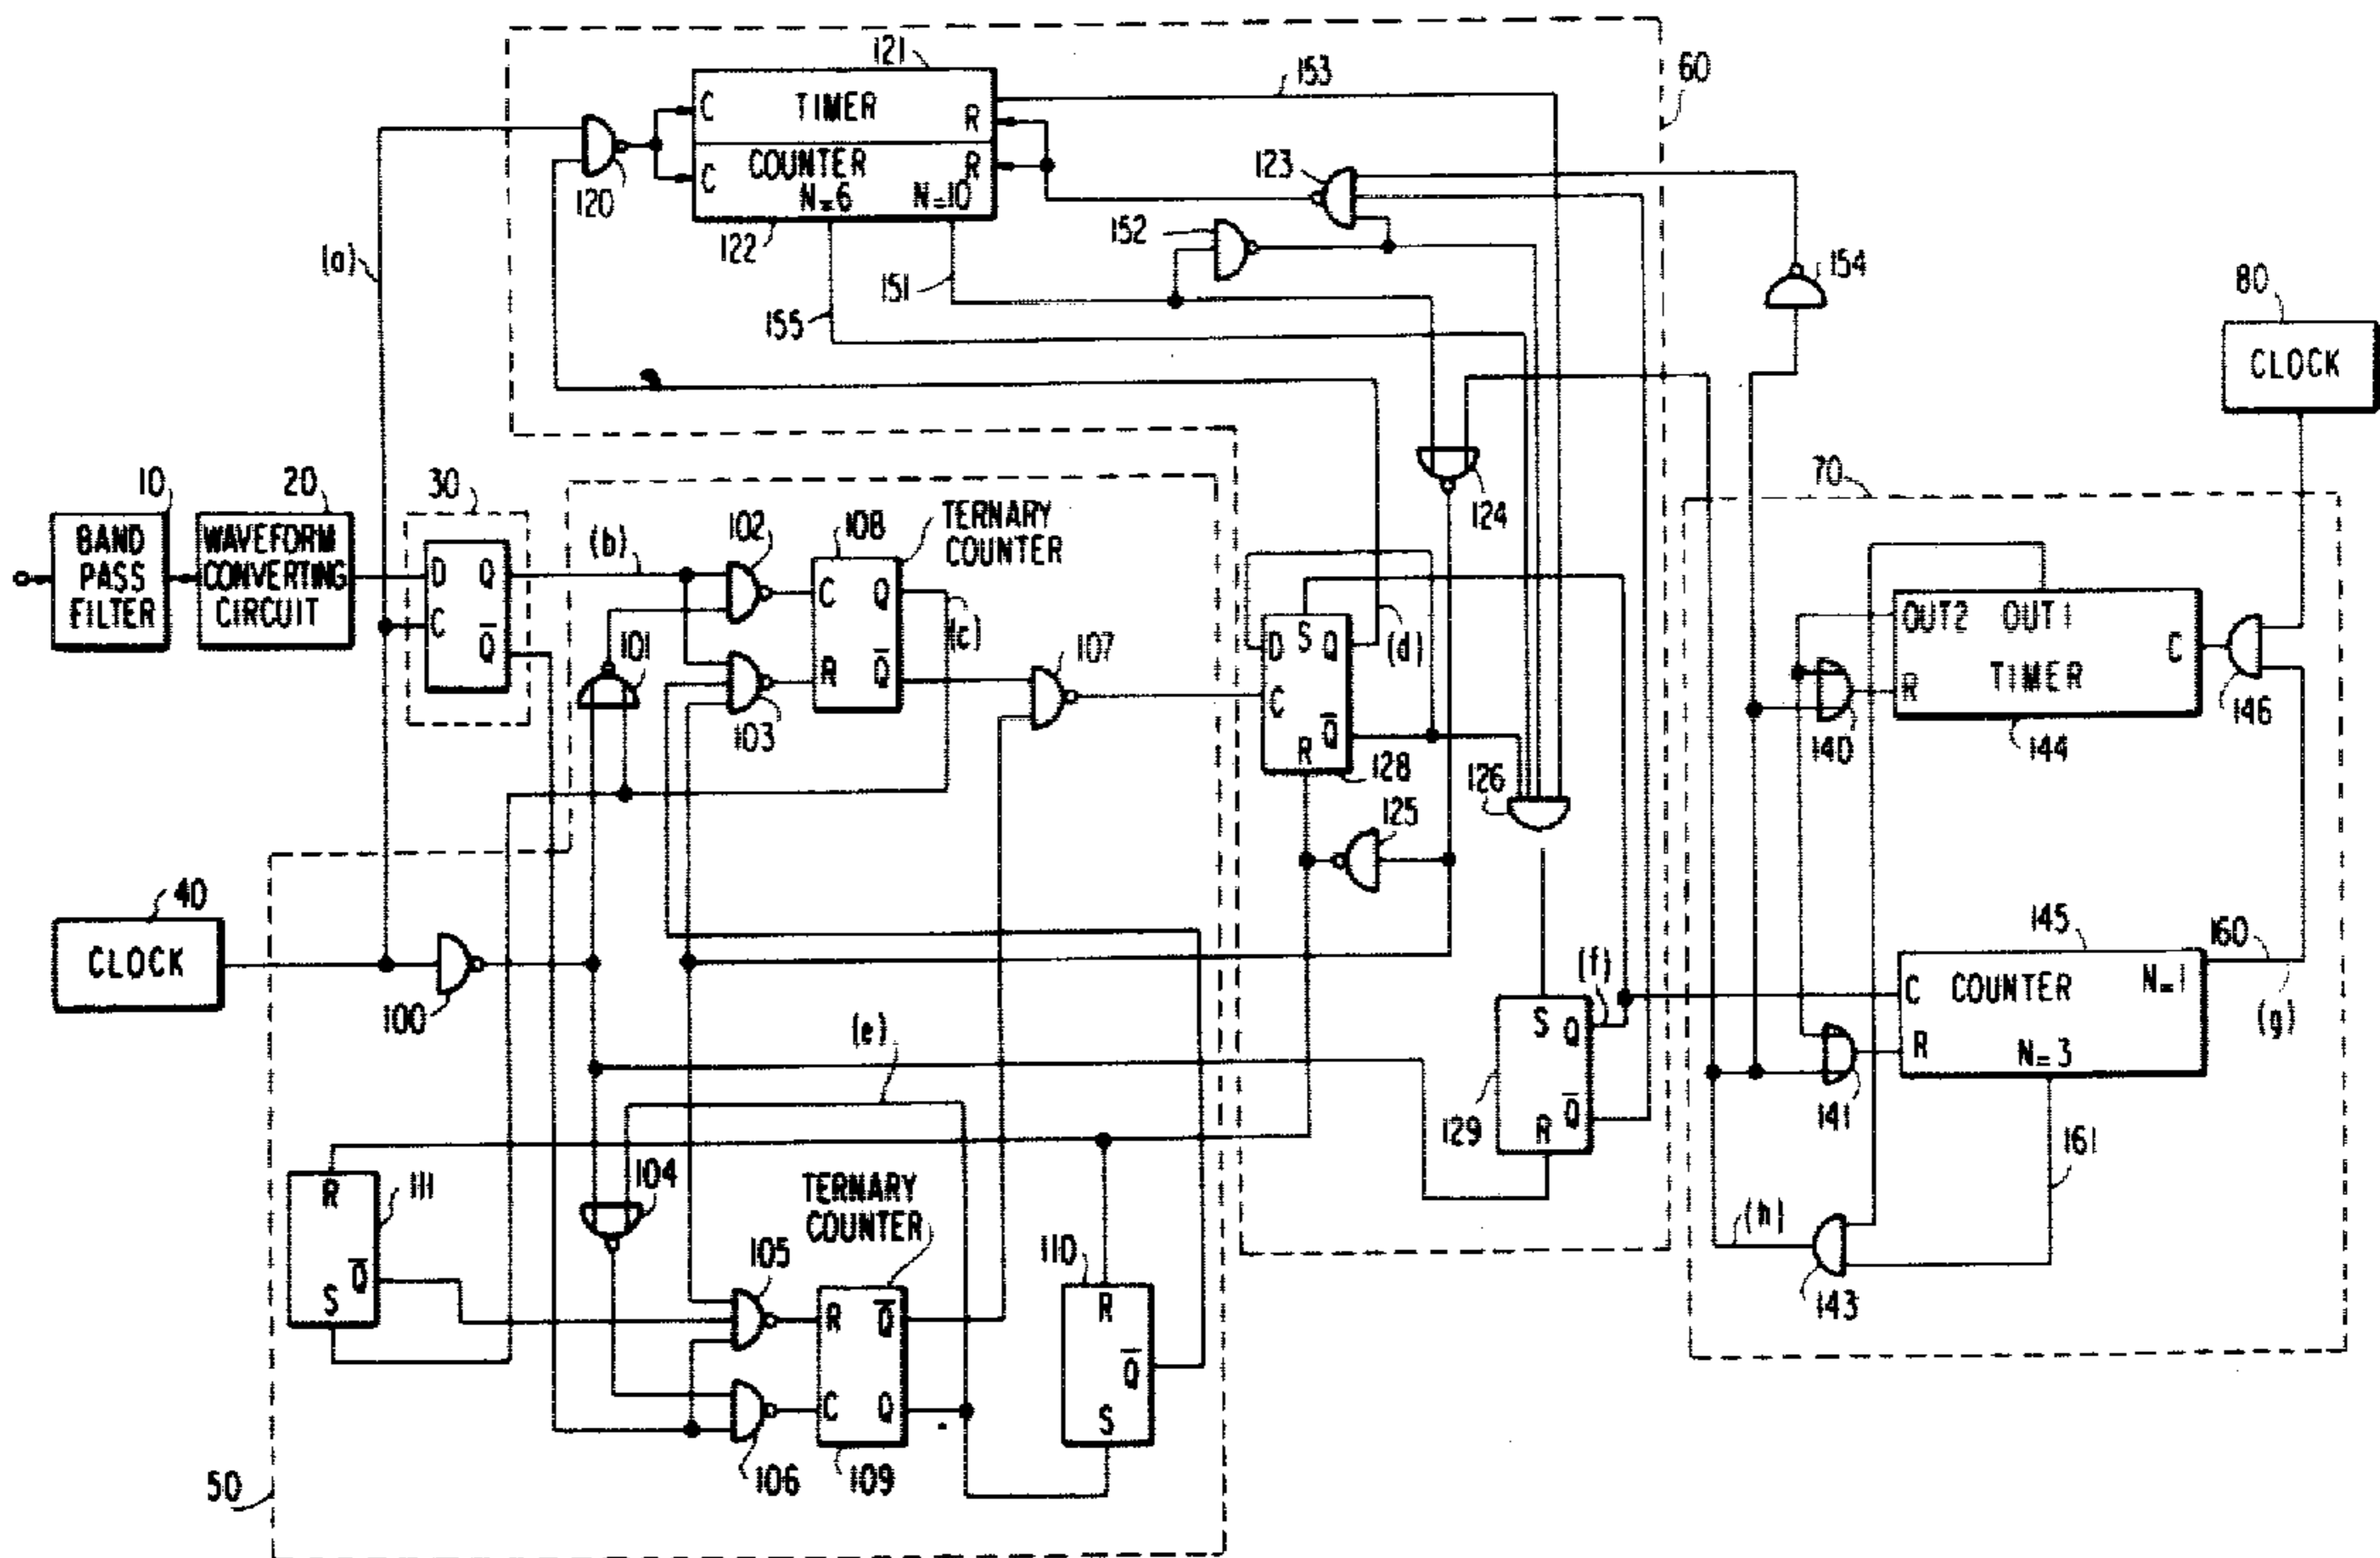 121
153
60
TIMER
C
R
COUNTER
C
R
N=6
N=10
120
122
123
152
154
80
(a)
151
155
CLOCK
10
20
30
BAND
PASS
FILTER
WAVEFORM
CONVERTING
CIRCUIT
D
Q
C
Q̅
(b)
102
108
TERNARY
COUNTER
C
Q
(c)
101
R
Q̅
103
107
124
70
D
S
Q
(d)
C
R
Q̅
128
126
125
OUT2
OUT1
TIMER
C
R
140
144
146
40
CLOCK
100
(e)
(f)
145
160
C
COUNTER
N=1
(g)
R
N=3
141
161
S
Q
129
R
Q̅
R
111
Q̅
S
104
TERNARY
COUNTER
105
110
R
Q̅
C
Q
R
Q̅
S
106
109
(h)
143
50